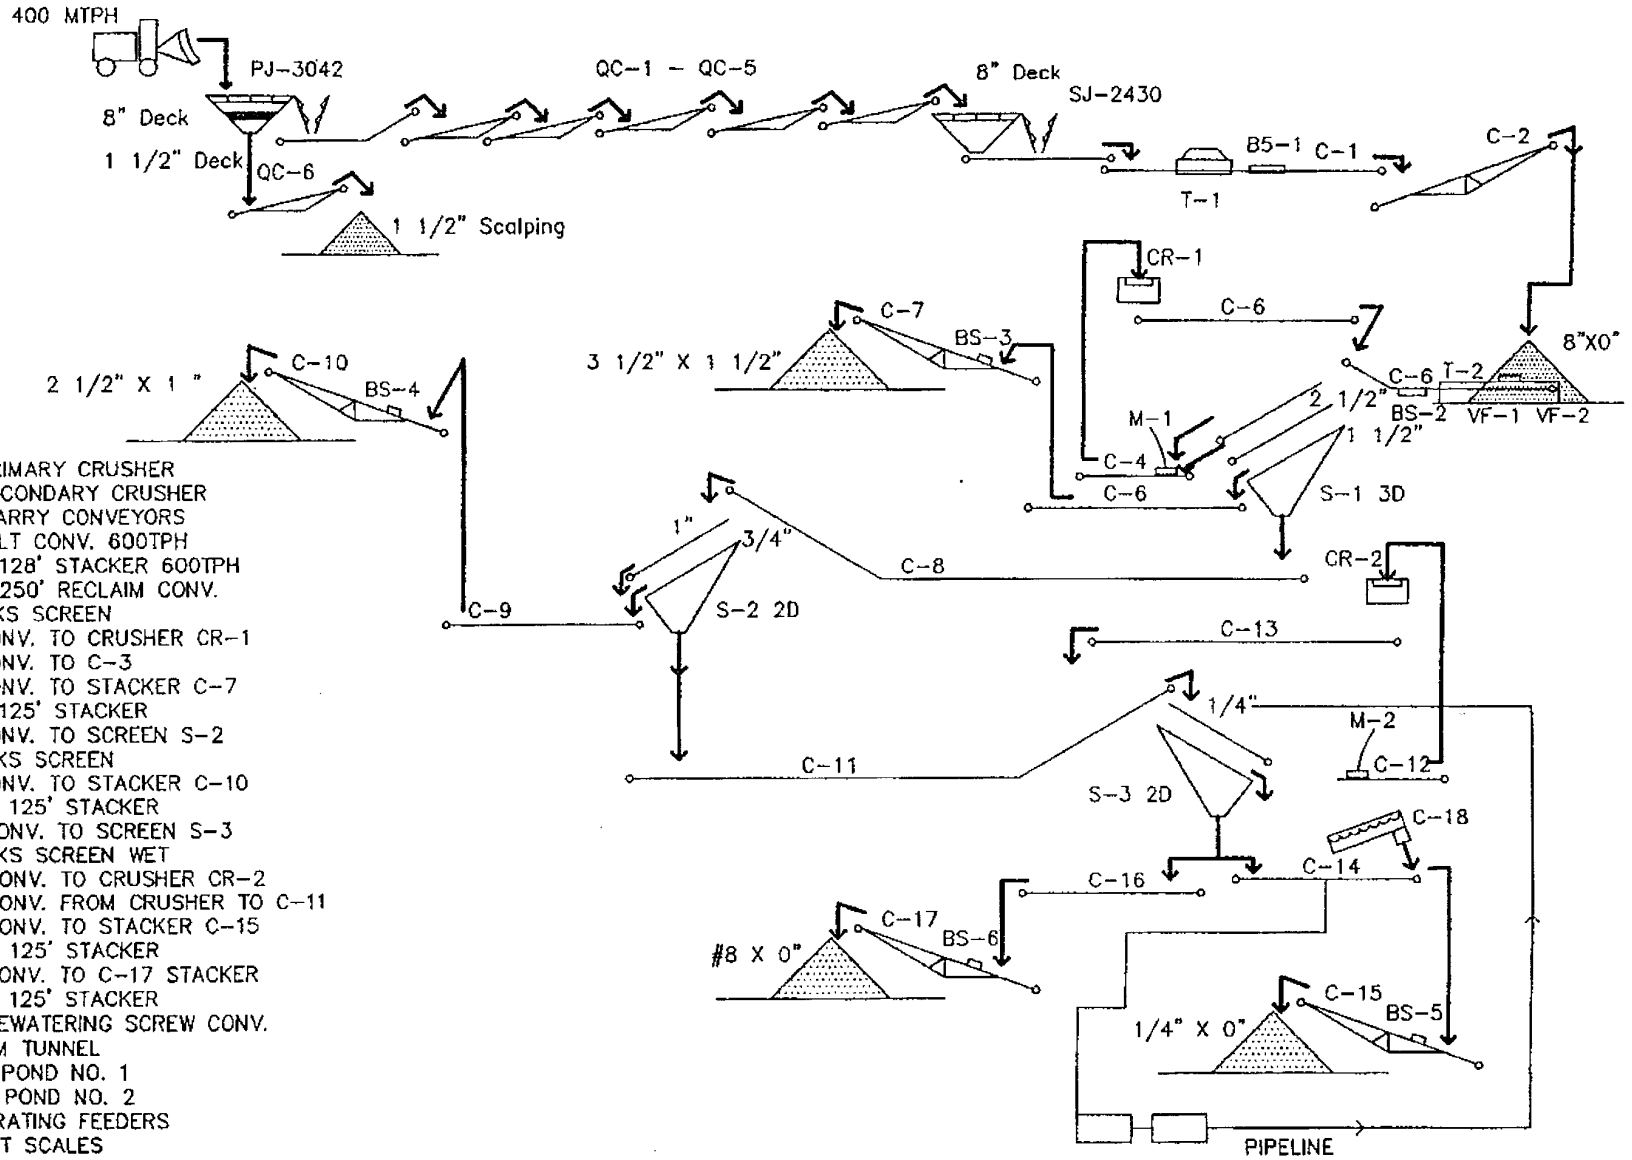 400 MTPH
PJ-3042
QC-1 - QC-5
8" Deck
SJ-2430
8" Deck
1 1/2" Deck
QC-6
B5-1
C-1
C-2
T-1
1 1/2" Scalping
CR-1
C-6
C-7
BS-3
3 1/2" X 1 1/2"
8"X0"
C-10
BS-4
2 1/2" X 1 "
C-6
T-2
BS-2
VF-1
VF-2
2 1/2"
1 1/2"
M-1
C-4
C-6
S-1 3D
RIMARY CRUSHER
CONDARY CRUSHER
ARRY CONVEYORS
LT CONV. 600TPH
128' STACKER 600TPH
250' RECLAIM CONV.
KS SCREEN
NV. TO CRUSHER CR-1
NV. TO C-3
NV. TO STACKER C-7
125' STACKER
NV. TO SCREEN S-2
KS SCREEN
NV. TO STACKER C-10
125' STACKER
ONV. TO SCREEN S-3
KS SCREEN WET
ONV. TO CRUSHER CR-2
ONV. FROM CRUSHER TO C-11
ONV. TO STACKER C-15
125' STACKER
ONV. TO C-17 STACKER
125' STACKER
EWATERING SCREW CONV.
M TUNNEL
POND NO. 1
POND NO. 2
RATING FEEDERS
T SCALES
1"
3/4"
C-8
CR-2
C-9
S-2 2D
C-13
1/4"
M-2
C-11
C-12
S-3 2D
C-18
C-14
C-16
C-17
BS-6
#8 X 0"
C-15
BS-5
1/4" X 0"
PIPELINE